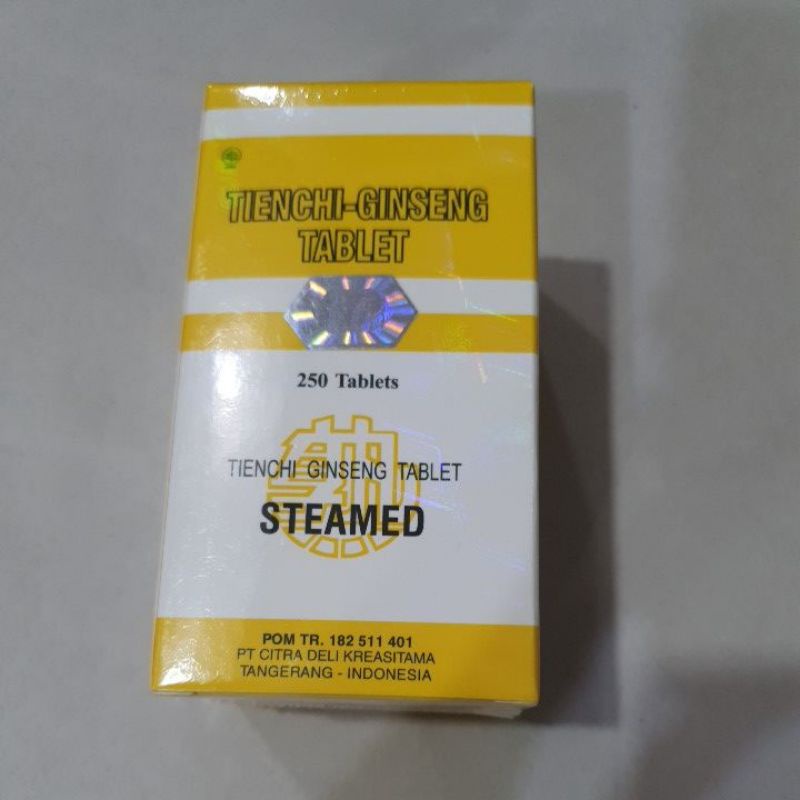 TIENCHI-GINSENG
TABLET
250 Tablets
TIENCHI GINSENG TABLET
STEAMED
POM TR. 182 511 401
PT CITRA DELI KREASITAMA
TANGERANG - INDONESIA